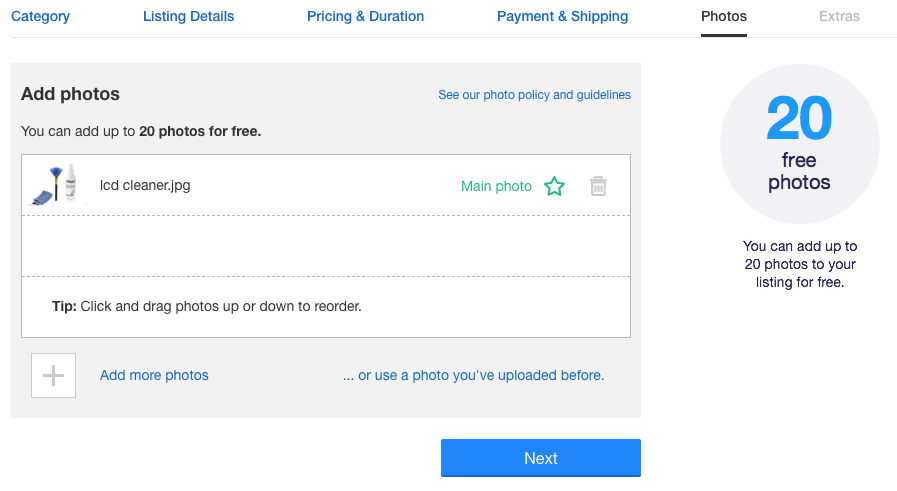 Category Listing Details Pricing & Duration Payment & Shipping Photos Extras
Add photos
See our photo policy and guidelines
You can add up to 20 photos for free.
lcd cleaner.jpg
Main photo
Tip: Click and drag photos up or down to reorder.
Add more photos
... or use a photo you've uploaded before.
Next
20
free
photos
You can add up to
20 photos to your
listing for free.